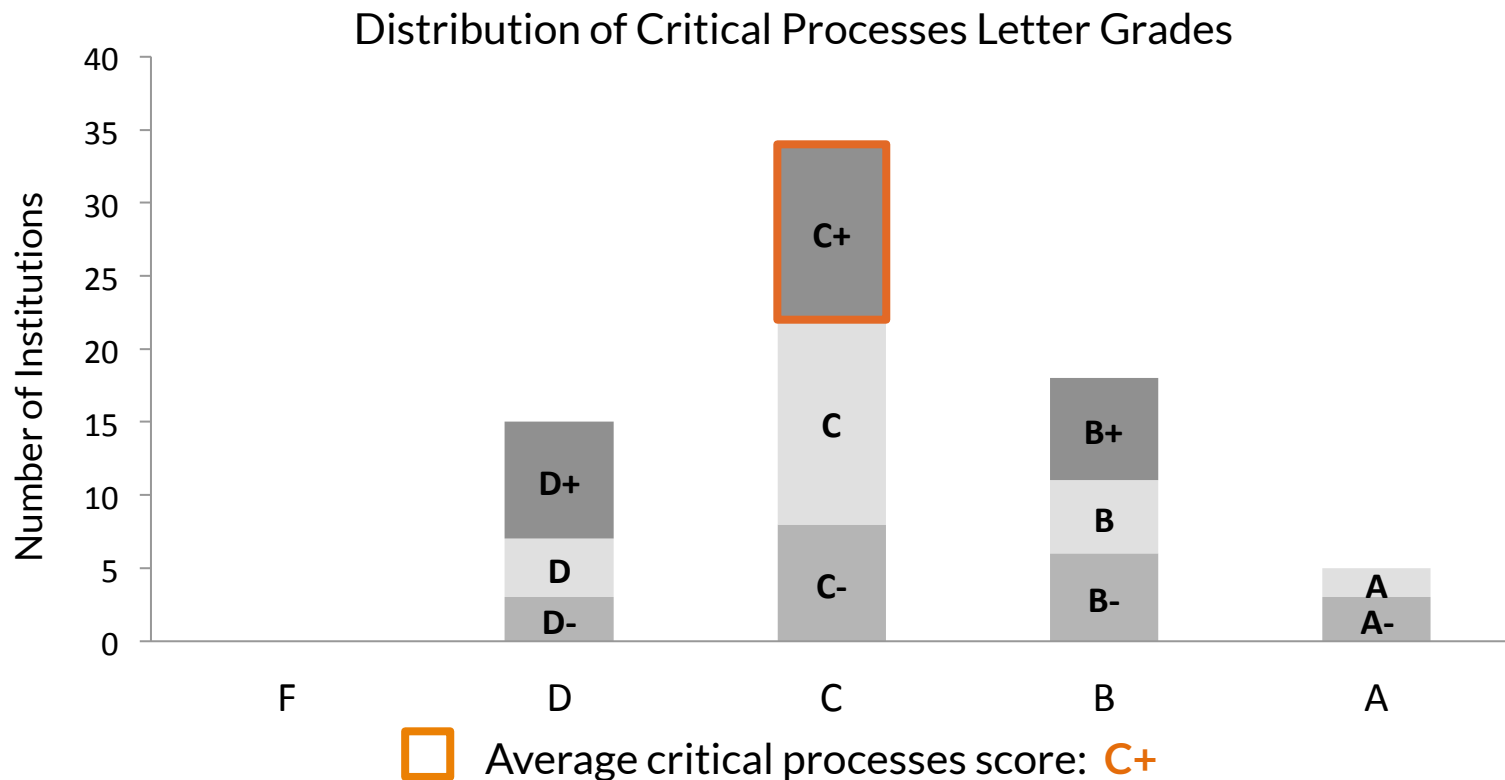 Distribution of Critical Processes Letter Grades
Number of Institutions
40
35
30
25
20
15
10
5
0
D+
D
D-
C+
C
C-
B+
B
B-
A
A-
F D C B A
Average critical processes score: C+